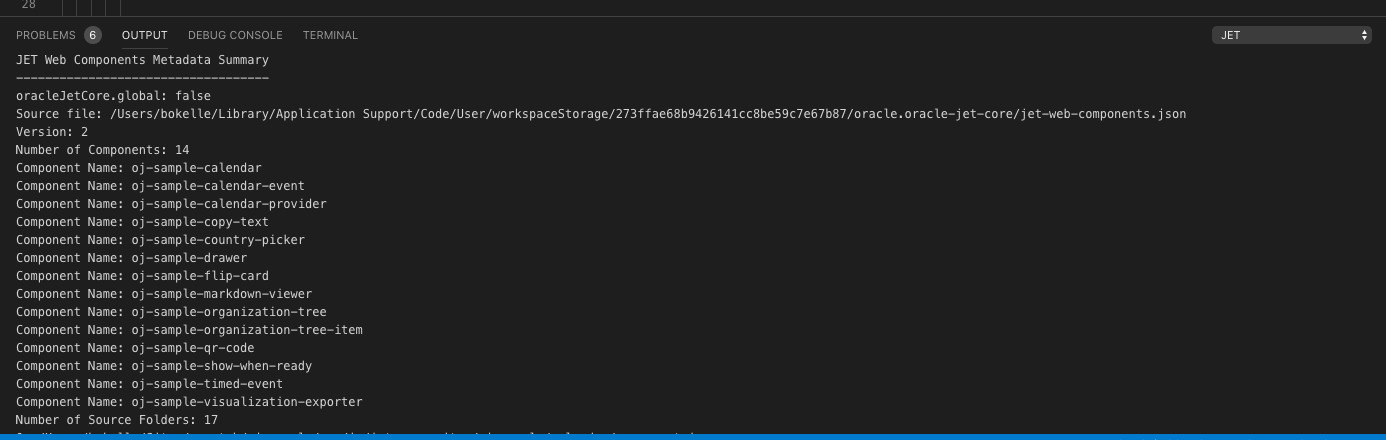 28
PROBLEMS 6 OUTPUT DEBUG CONSOLE TERMINAL JET
JET Web Components Metadata Summary
-----------------------------------
oracleJetCore.global: false
Source file: /Users/bokelle/Library/Application Support/Code/User/workspaceStorage/273ffae68b9426141cc8be59c7e67b87/oracle.oracle-jet-core/jet-web-components.json
Version: 2
Number of Components: 14
Component Name: oj-sample-calendar
Component Name: oj-sample-calendar-event
Component Name: oj-sample-calendar-provider
Component Name: oj-sample-copy-text
Component Name: oj-sample-country-picker
Component Name: oj-sample-drawer
Component Name: oj-sample-flip-card
Component Name: oj-sample-markdown-viewer
Component Name: oj-sample-organization-tree
Component Name: oj-sample-organization-tree-item
Component Name: oj-sample-qr-code
Component Name: oj-sample-show-when-ready
Component Name: oj-sample-timed-event
Component Name: oj-sample-visualization-exporter
Number of Source Folders: 17